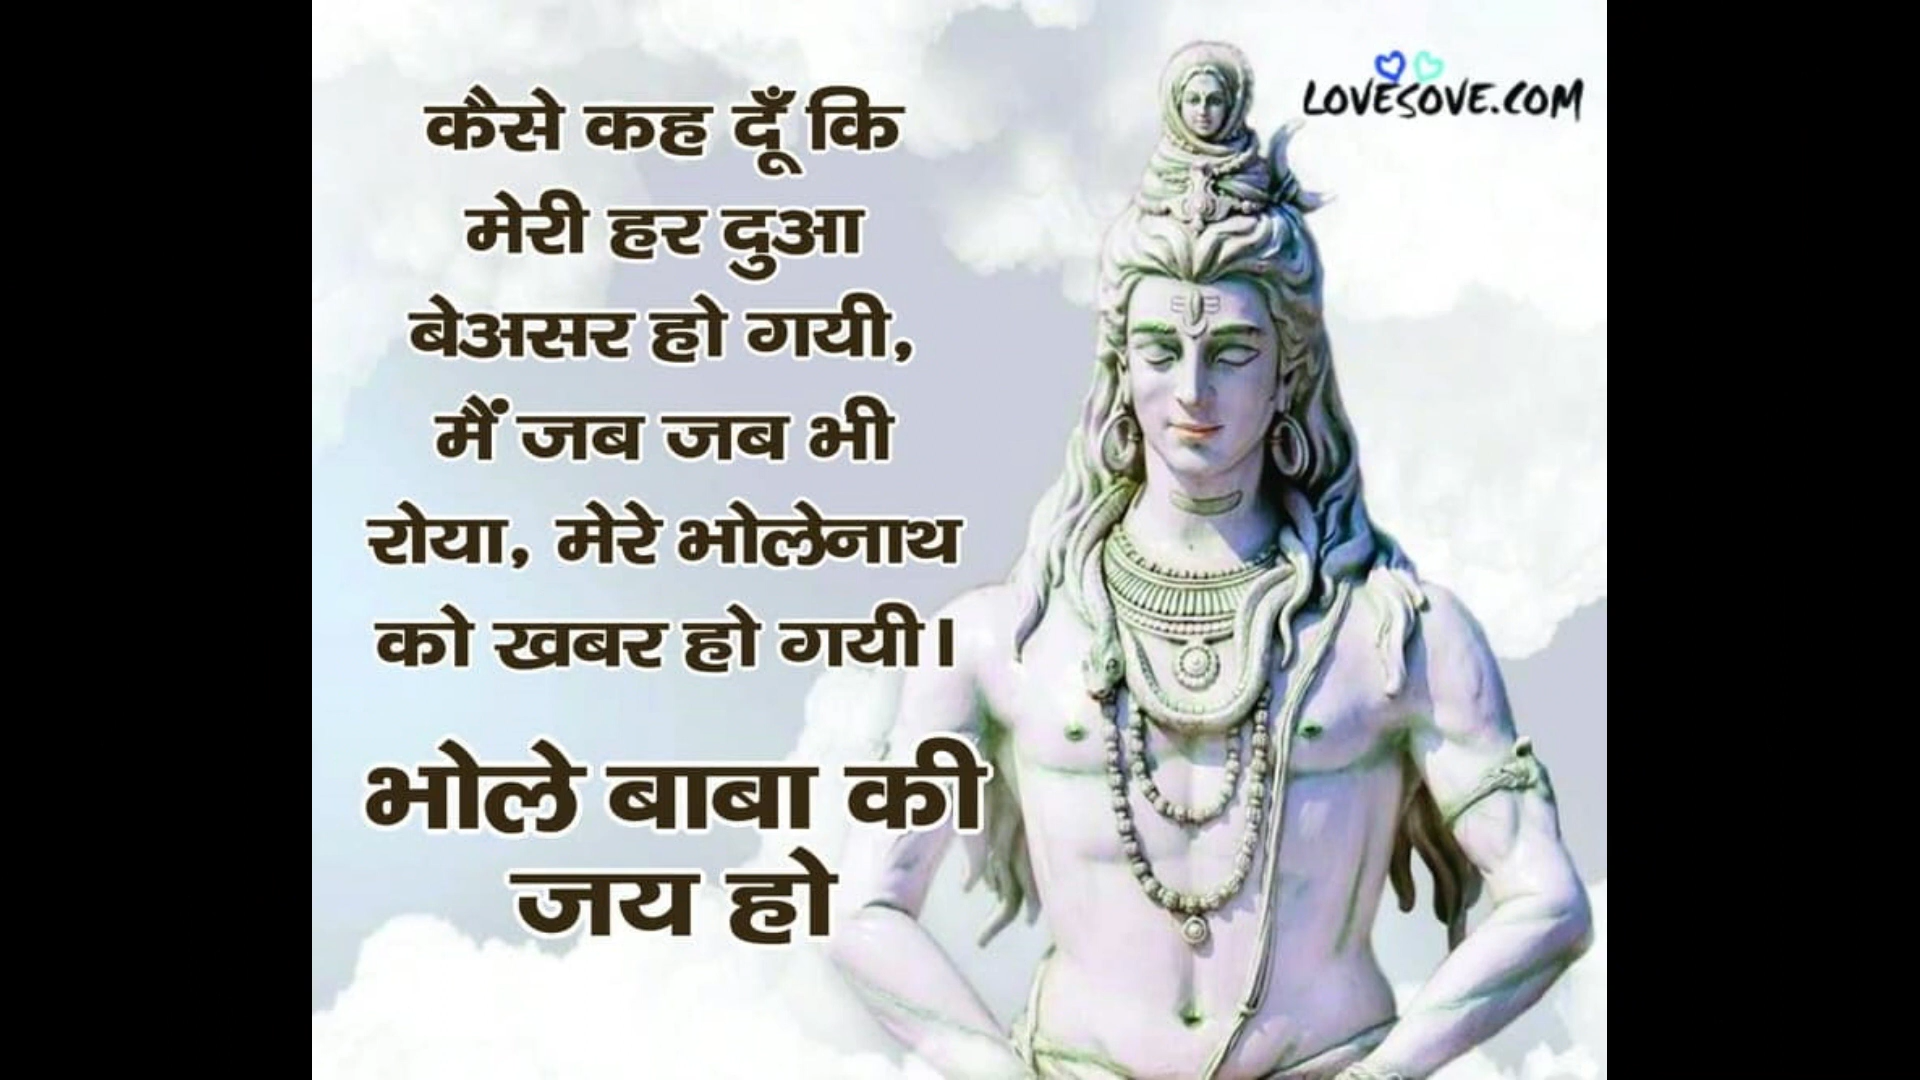 कैसे कह दूँ कि
मेरी हर दुआ
बेअसर हो गयी,
मैं जब जब भी
रोया, मेरे भोलेनाथ
को खबर हो गयी।
भोले बाबा की
जय हो
LOVESOVE.COM